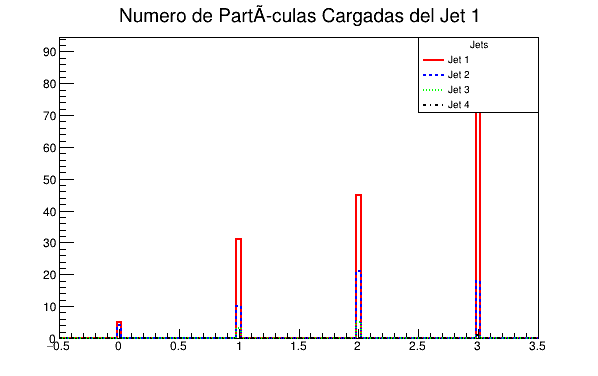 Numero de PartÃ-culas Cargadas del Jet 1
Jets
Jet 1
Jet 2
Jet 3
Jet 4
90
80
70
60
50
40
30
20
10
0
−0.5 0 0.5 1 1.5 2 2.5 3 3.5